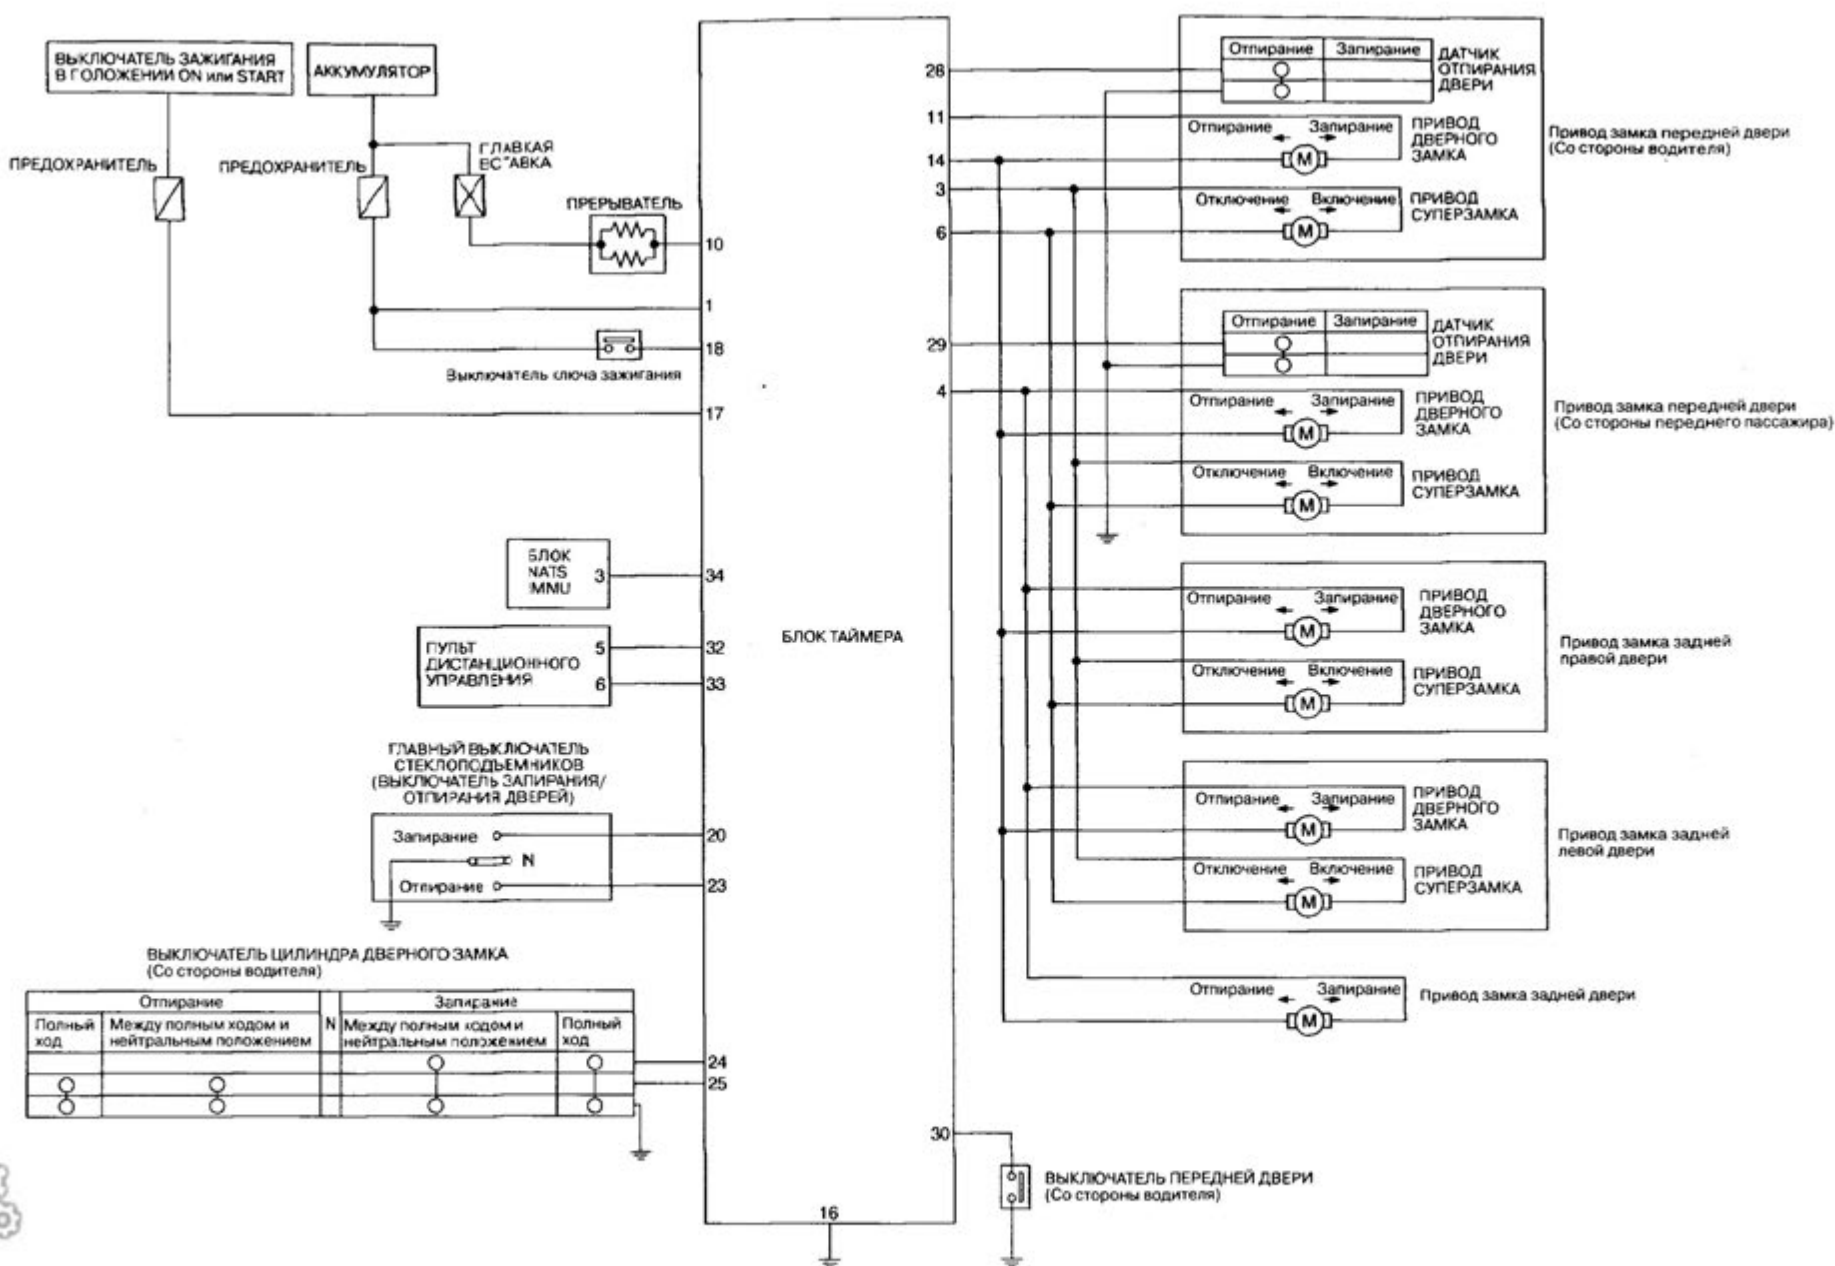 ВЫКЛЮЧАТЕЛЬ ЗАЖИГАНИЯ
В ГОЛОЖЕНИИ ON или START
АККУМУЛЯТОР
ПРЕДОХРАНИТЕЛЬ
ПРЕДОХРАНИТЕЛЬ
ГЛАВКАЯ
ВСТАВКА
ПРЕРЫВАТЕЛЬ
10
1
18
Выключатель ключа зажигания
17
БЛОК
NATS 3
IMMU
34
ПУЛЬТ 5
ДИСТАНЦИОННОГО
УПРАВЛЕНИЯ 6
32
33
ГЛАВНЫЙ ВЫКЛЮЧАТЕЛЬ
СТЕКЛОПОДЪЕМНИКОВ
(ВЫКЛЮЧАТЕЛЬ ЗАПИРАНИЯ/
ОТПИРАНИЯ ДВЕРЕЙ)
Запирание
N
Отпирание
20
23
ВЫКЛЮЧАТЕЛЬ ЦИЛИНДРА ДВЕРНОГО ЗАМКА
(Со стороны водителя)
Отпирание N Запирание
Полный ход
Между полным ходом и
нейтральным положением
Между полным ходом и
нейтральным положением
Полный
ход
24
25
БЛОК ТАЙМЕРА
16
28
11
14
3
6
29
4
30
Отпирание Запирание
ДАТЧИК
ОТПИРАНИЯ
ДВЕРИ
Отпирание Запирание
M
ПРИВОД
ДВЕРНОГО
ЗАМКА
Отключение Включение
M
ПРИВОД
СУПЕРЗАМКА
Привод замка передней двери
(Со стороны водителя)
Отпирание Запирание
ДАТЧИК
ОТПИРАНИЯ
ДВЕРИ
Отпирание Запирание
M
ПРИВОД
ДВЕРНОГО
ЗАМКА
Отключение Включение
M
ПРИВОД
СУПЕРЗАМКА
Привод замка передней двери
(Со стороны переднего пассажира)
Отпирание Запирание
M
ПРИВОД
ДВЕРНОГО
ЗАМКА
Отключение Включение
M
ПРИВОД
СУПЕРЗАМКА
Привод замка задней
правой двери
Отпирание Запирание
M
ПРИВОД
ДВЕРНОГО
ЗАМКА
Отключение Включение
M
ПРИВОД
СУПЕРЗАМКА
Привод замка задней
левой двери
Отпирание Запирание
M
Привод замка задней двери
ВЫКЛЮЧАТЕЛЬ ПЕРЕДНЕЙ ДВЕРИ
(Со стороны водителя)